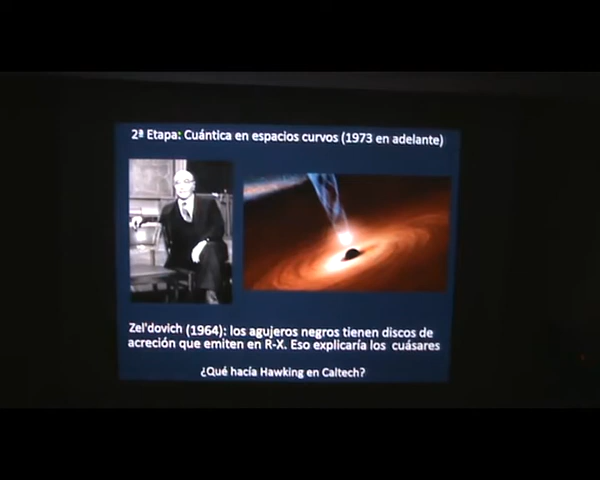 2ª Etapa: Cuántica en espacios curvos (1973 en adelante)
Zel'dovich (1964): los agujeros negros tienen discos de
acreción que emiten en R-X. Eso explicaría los cuásares
¿Qué hacía Hawking en Caltech?